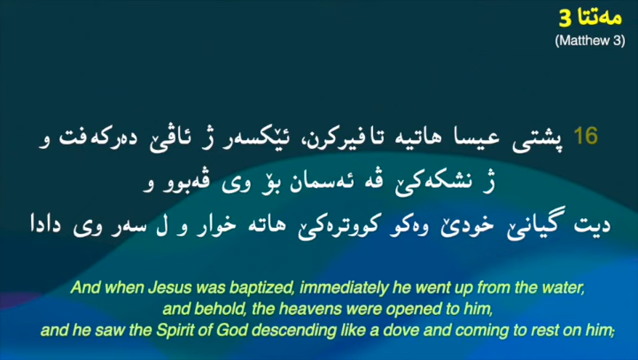 مەتتا 3
(Matthew 3)
16 پشتی عیسا هاتیە تافیرکرن، ئێکسەر ژ ئاڤێ دەرکەفت و
ژ نشکەکێ ڤە ئەسمان بۆ وی ڤەبوو و
دیت گیانێ خودێ وەکو کووترەکێ هاتە خوار و ل سەر وی دادا
And when Jesus was baptized, immediately he went up from the water,
and behold, the heavens were opened to him,
and he saw the Spirit of God descending like a dove and coming to rest on him;